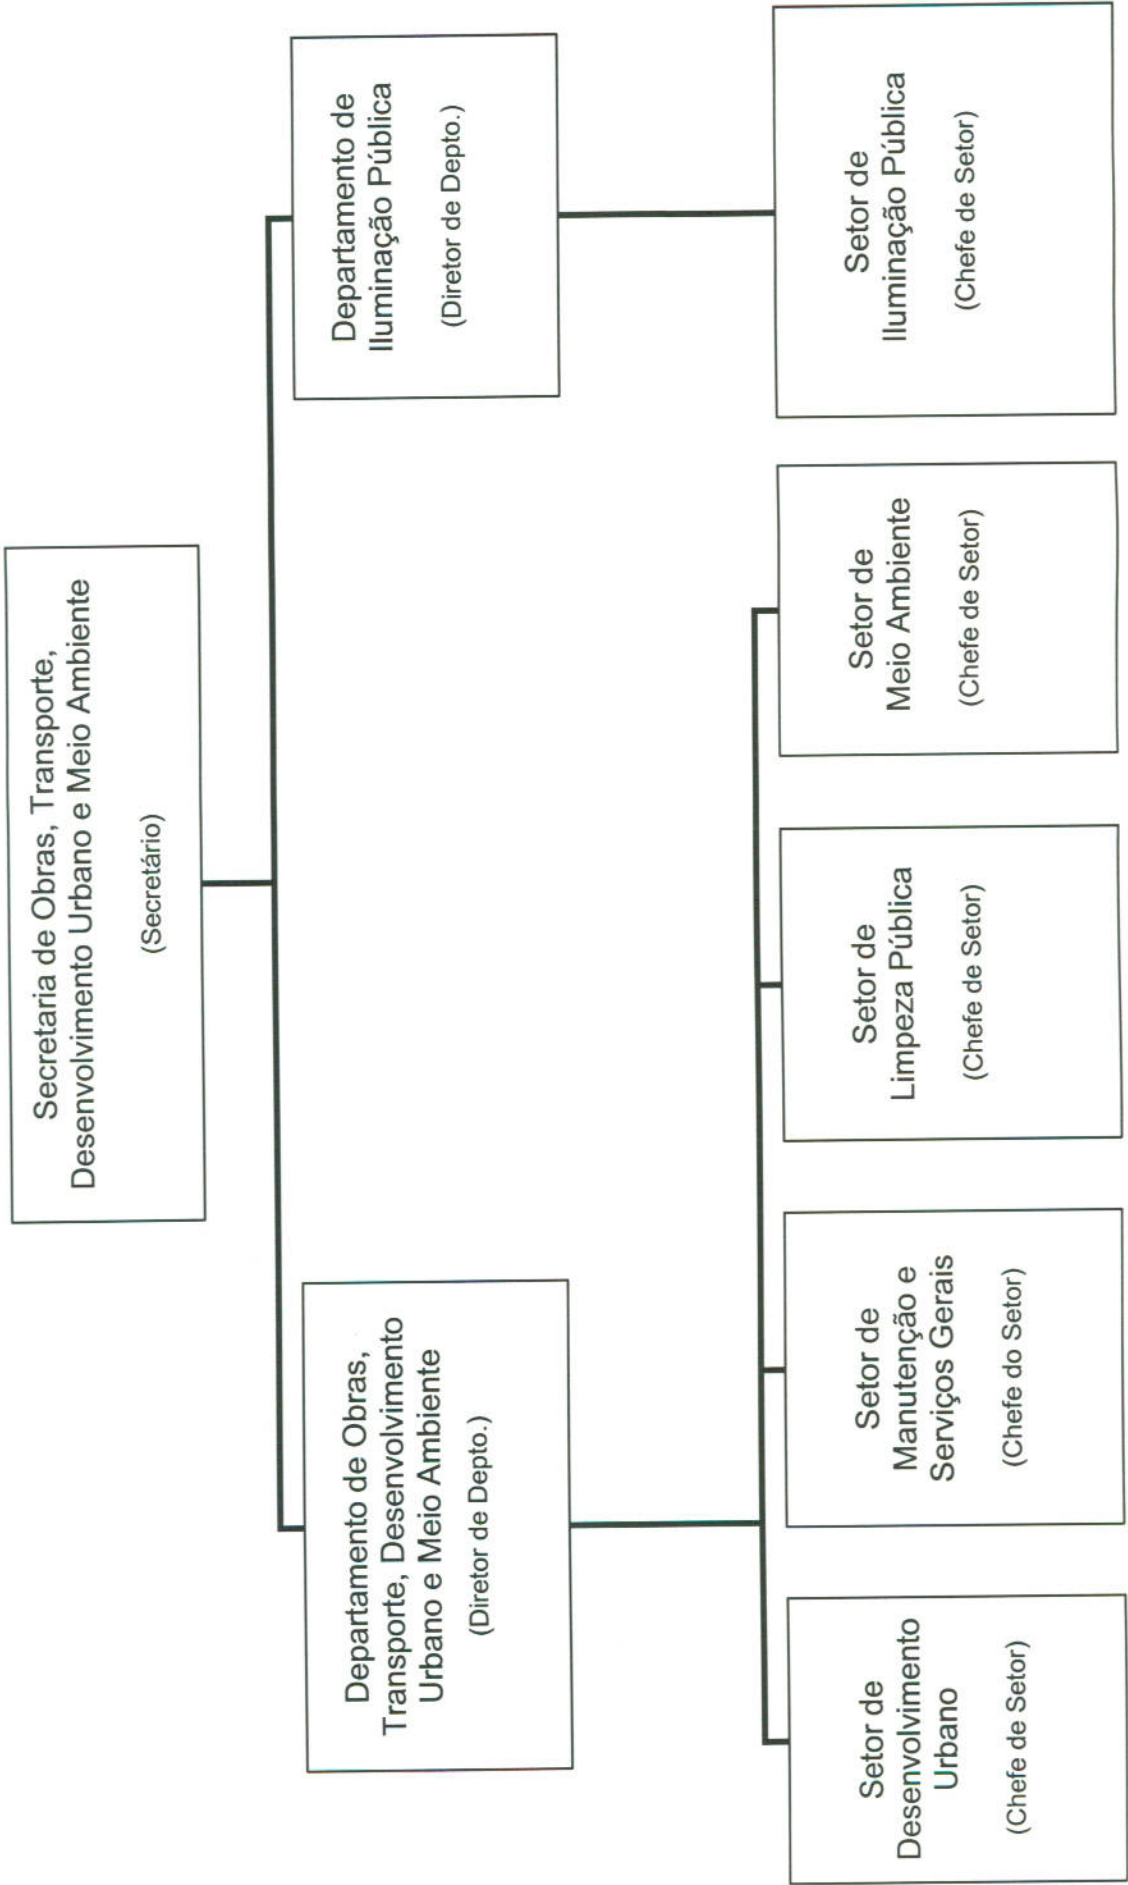 Secretaria de Obras, Transporte,
Desenvolvimento Urbano e Meio Ambiente
(Secretário)
Departamento de Obras,
Transporte, Desenvolvimento
Urbano e Meio Ambiente
(Diretor de Depto.)
Departamento de
Iluminação Pública
(Diretor de Depto.)
Setor de
Desenvolvimento
Urbano
(Chefe de Setor)
Setor de
Manutenção e
Serviços Gerais
(Chefe do Setor)
Setor de
Limpeza Pública
(Chefe de Setor)
Setor de
Meio Ambiente
(Chefe de Setor)
Setor de
Iluminação Pública
(Chefe de Setor)